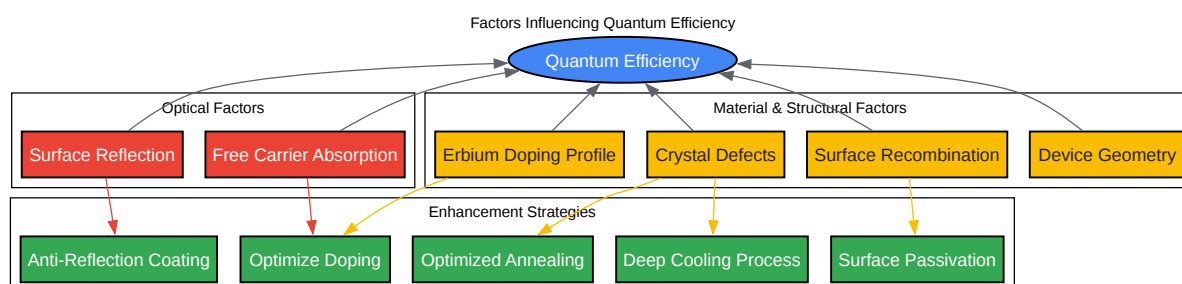 Factors Influencing Quantum Efficiency
Quantum Efficiency
Optical Factors
Material & Structural Factors
Surface Reflection
Free Carrier Absorption
Erbium Doping Profile
Crystal Defects
Surface Recombination
Device Geometry
Enhancement Strategies
Anti-Reflection Coating
Optimize Doping
Optimized Annealing
Deep Cooling Process
Surface Passivation